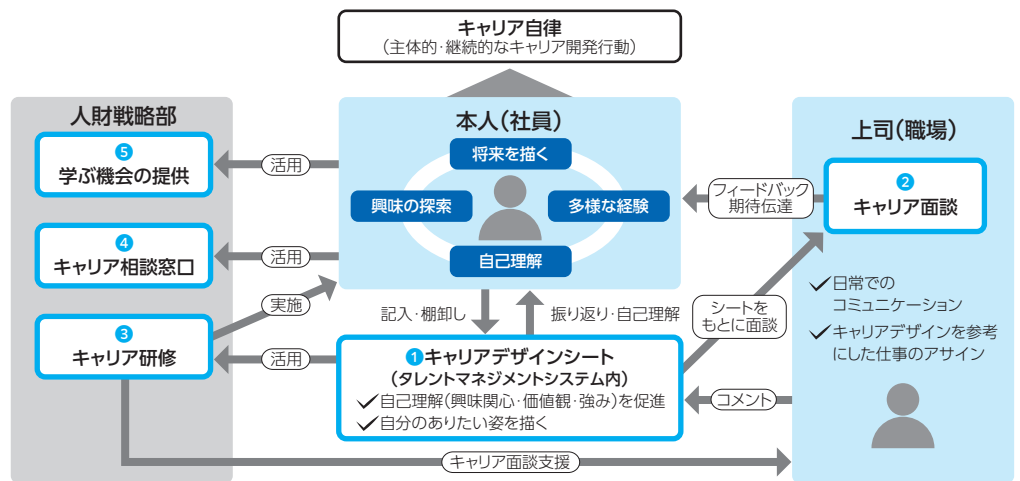 キャリア自律
(主体的・継続的なキャリア開発行動)
人財戦略部
5
学ぶ機会の提供
4
キャリア相談窓口
3
キャリア研修
活用
活用
実施
活用
本人(社員)
将来を描く
興味の探索
多様な経験
自己理解
記入・棚卸し
振り返り・自己理解
1キャリアデザインシート
(タレントマネジメントシステム内)
自己理解(興味関心・価値観・強み)を促進
自分のありたい姿を描く
フィードバック
期待伝達
シートを
もとに面談
コメント
キャリア面談支援
上司(職場)
2
キャリア面談
日常での
コミュニケーション
キャリアデザインを参考
にした仕事のアサイン